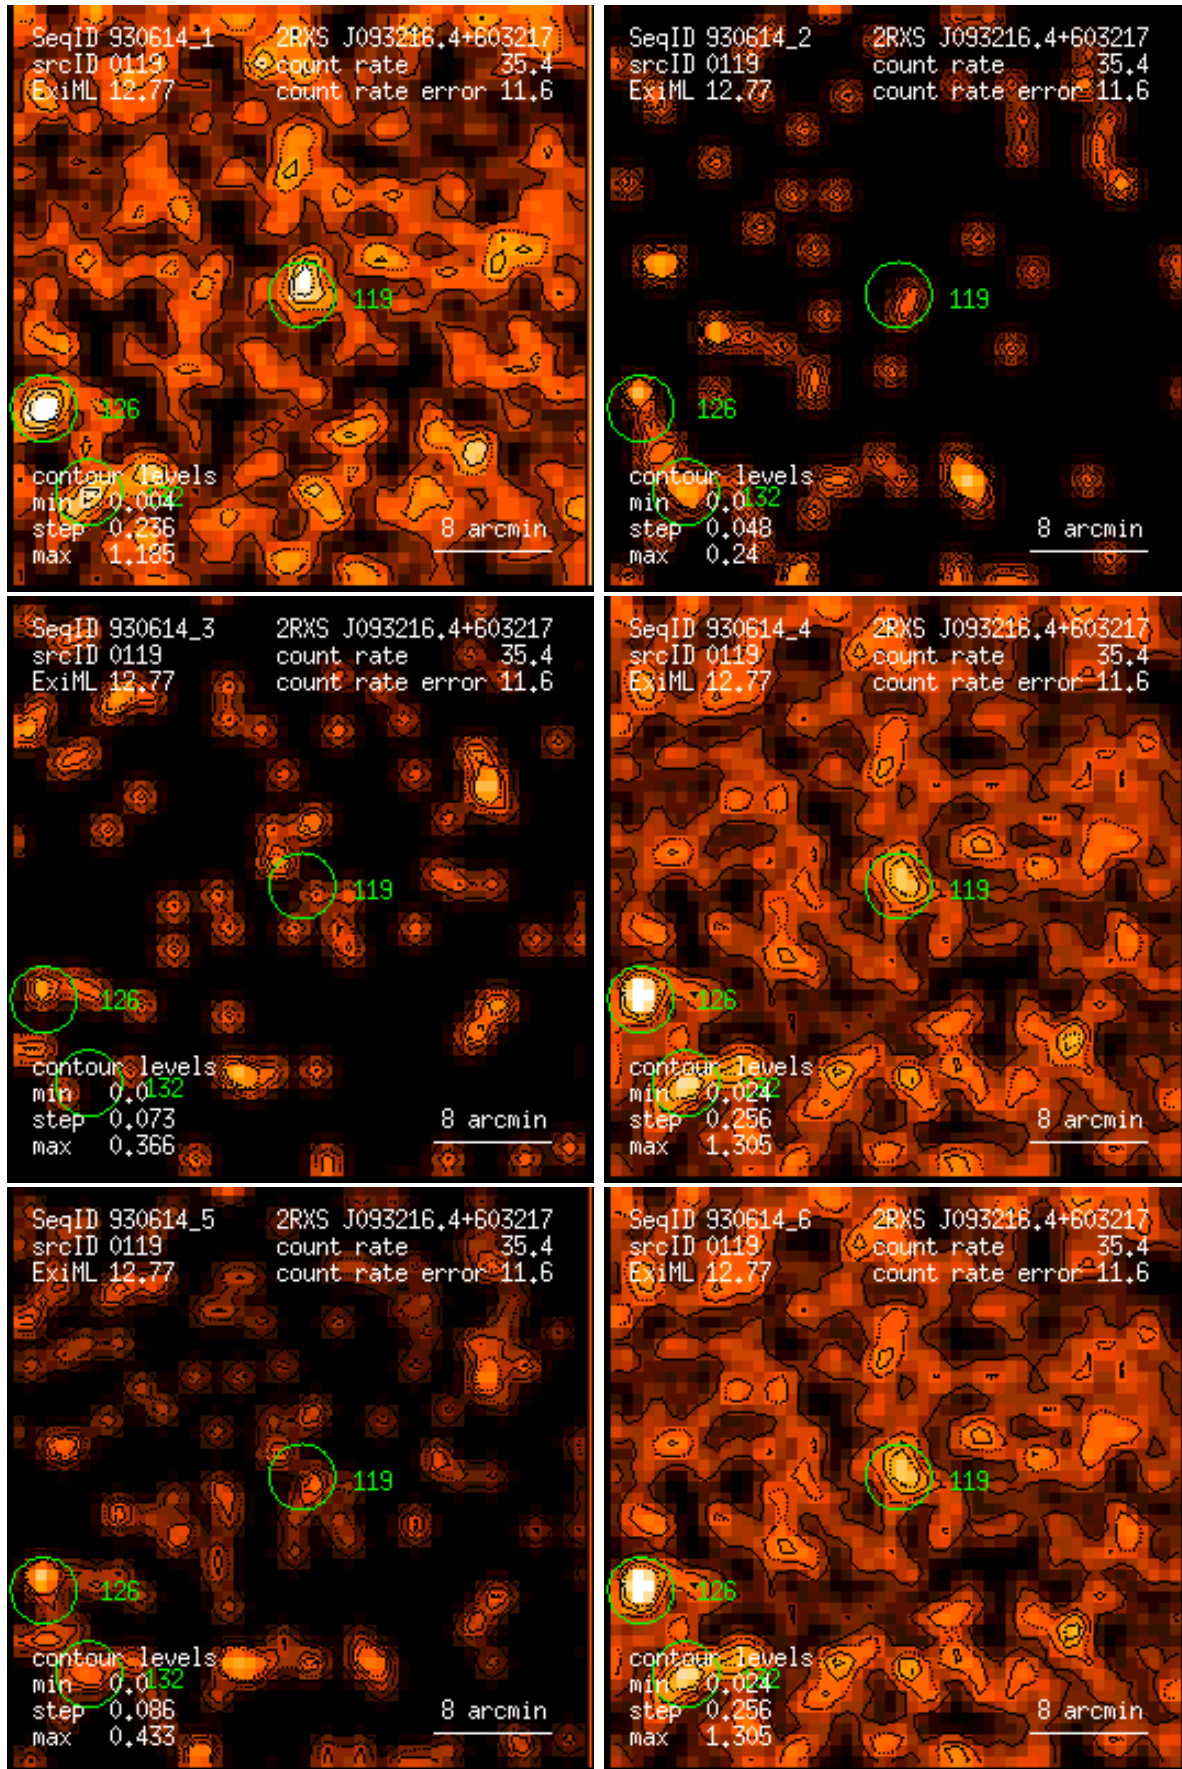 SeqID 930614_1 2RXS J093216.4+603217
srcID 0119 count rate 35.4
ExiML 12.77 count rate error 11.6
119
126
contour levels
132
min 0.004
step 0.236 8 arcmin
max 1.185
SeqID 930614_2 2RXS J093216.4+603217
srcID 0119 count rate 35.4
ExiML 12.77 count rate error 11.6
119
126
contour levels
132
min 0.0
step 0.048 8 arcmin
max 0.24
SeqID 930614_3 2RXS J093216.4+603217
srcID 0119 count rate 35.4
ExiML 12.77 count rate error 11.6
119
126
contour levels
132
min 0.0
step 0.073 8 arcmin
max 0.366
SeqID 930614_4 2RXS J093216.4+603217
srcID 0119 count rate 35.4
ExiML 12.77 count rate error 11.6
119
126
contour levels
132
min 0.024
step 0.256 8 arcmin
max 1.305
SeqID 930614_5 2RXS J093216.4+603217
srcID 0119 count rate 35.4
ExiML 12.77 count rate error 11.6
119
126
contour levels
132
min 0.0
step 0.086 8 arcmin
max 0.433
SeqID 930614_6 2RXS J093216.4+603217
srcID 0119 count rate 35.4
ExiML 12.77 count rate error 11.6
119
126
contour levels
132
min 0.024
step 0.256 8 arcmin
max 1.305